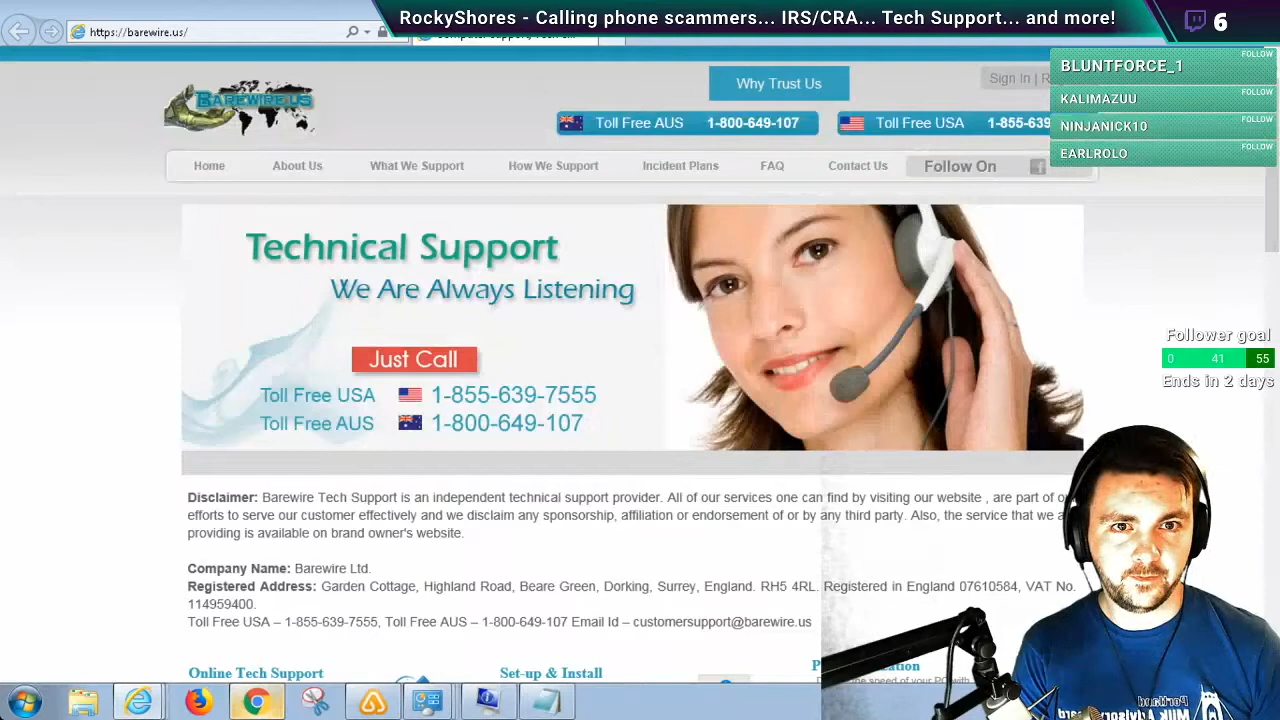 RockyShores - Calling phone scammers... IRS/CRA... Tech Support... and more!
6
https://barewire.us/
FOLLOW
BLUNTFORCE_1
FOLLOW
KALIMAZUU
FOLLOW
NINJANICK10
FOLLOW
EARLROLO
BAREWIRE.US
Why Trust Us
Sign In | R
Toll Free AUS 1-800-649-107
Toll Free USA 1-855-639
Home About Us What We Support How We Support Incident Plans FAQ Contact Us Follow On
Technical Support
We Are Always Listening
Just Call
Toll Free USA 1-855-639-7555
Toll Free AUS 1-800-649-107
Follower goal
0 41 55
Ends in 2 days
Disclaimer: Barewire Tech Support is an independent technical support provider. All of our services one can find by visiting our website , are part of
efforts to serve our customer effectively and we disclaim any sponsorship, affiliation or endorsement of or by any third party. Also, the service that we
providing is available on brand owner's website.
Company Name: Barewire Ltd.
Registered Address: Garden Cottage, Highland Road, Beare Green, Dorking, Surrey, England. RH5 4RL. Registered in England 07610584, VAT No.
114959400.
Toll Free USA – 1-855-639-7555, Toll Free AUS – 1-800-649-107 Email Id – customersupport@barewire.us
Online Tech Support Set-up & Install
Portland